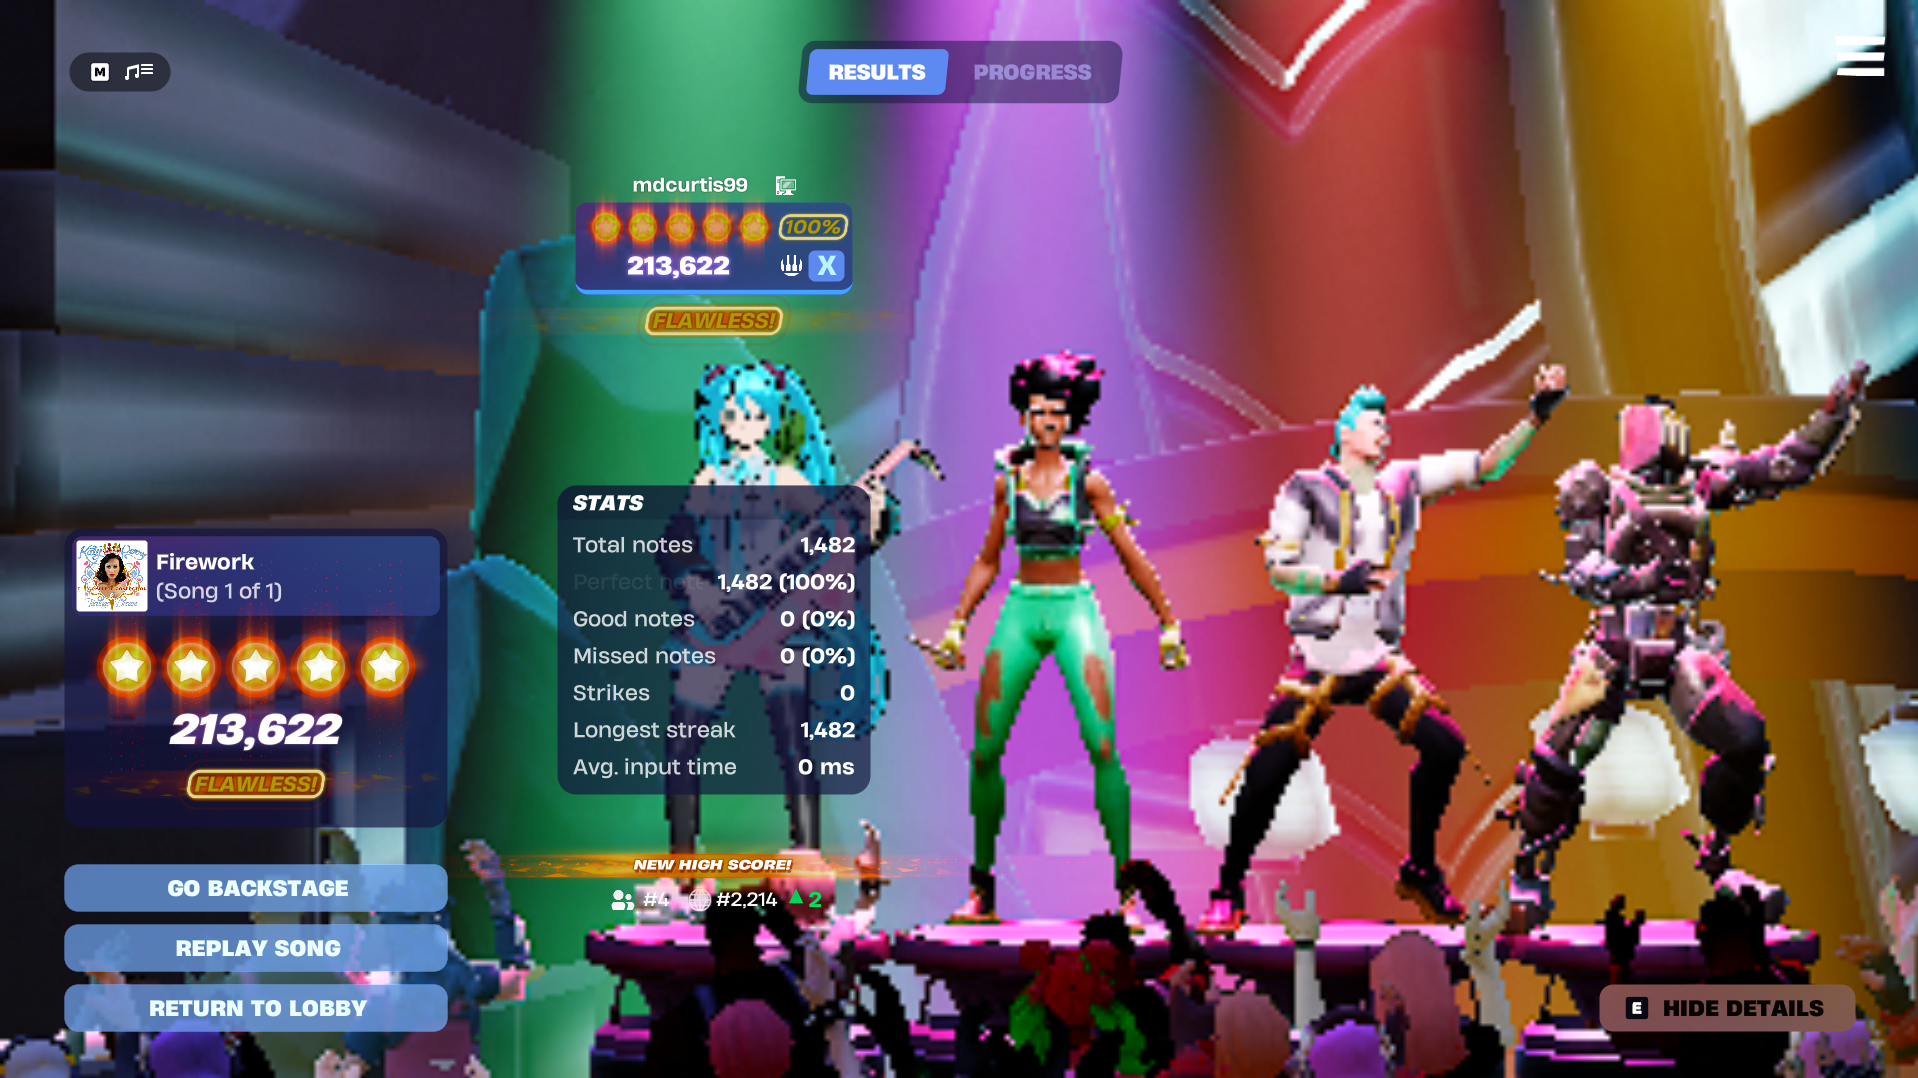 M
RESULTS
PROGRESS
mdcurtis99
100%
213,622
X
FLAWLESS!
STATS
Total notes 1,482
Perfect note 1,482 (100%)
Good notes 0 (0%)
Missed notes 0 (0%)
Strikes 0
Longest streak 1,482
Avg. input time 0 ms
NEW HIGH SCORE!
#4 #2,214 2
Firework
(Song 1 of 1)
213,622
FLAWLESS!
GO BACKSTAGE
REPLAY SONG
RETURN TO LOBBY
E HIDE DETAILS